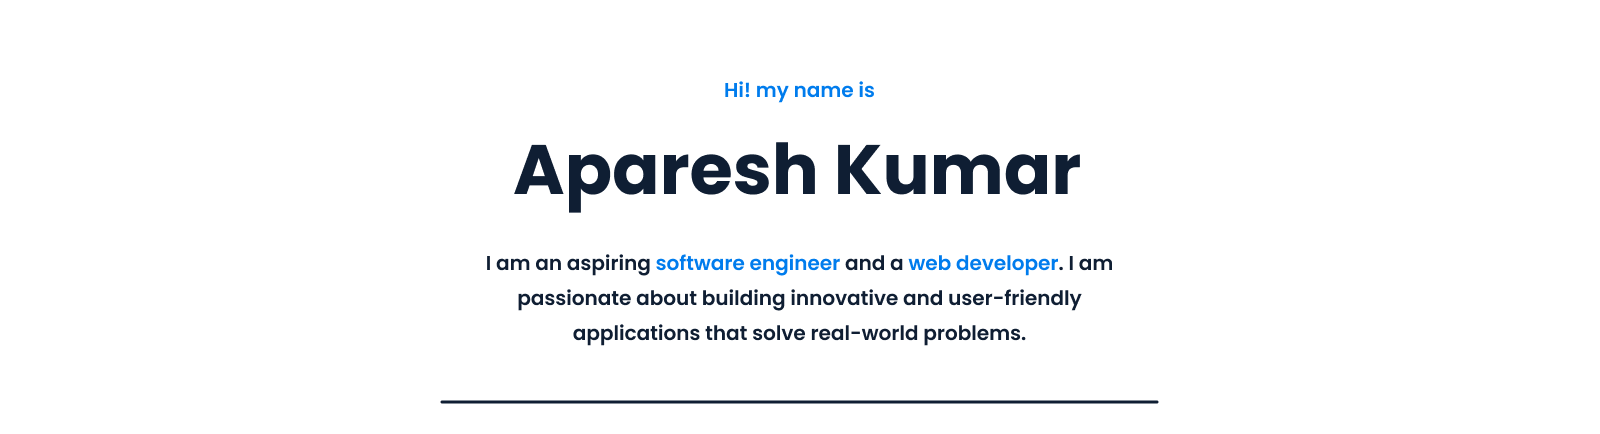 Hi! my name is
Aparesh Kumar
I am an aspiring software engineer and a web developer. I am
passionate about building innovative and user-friendly
applications that solve real-world problems.